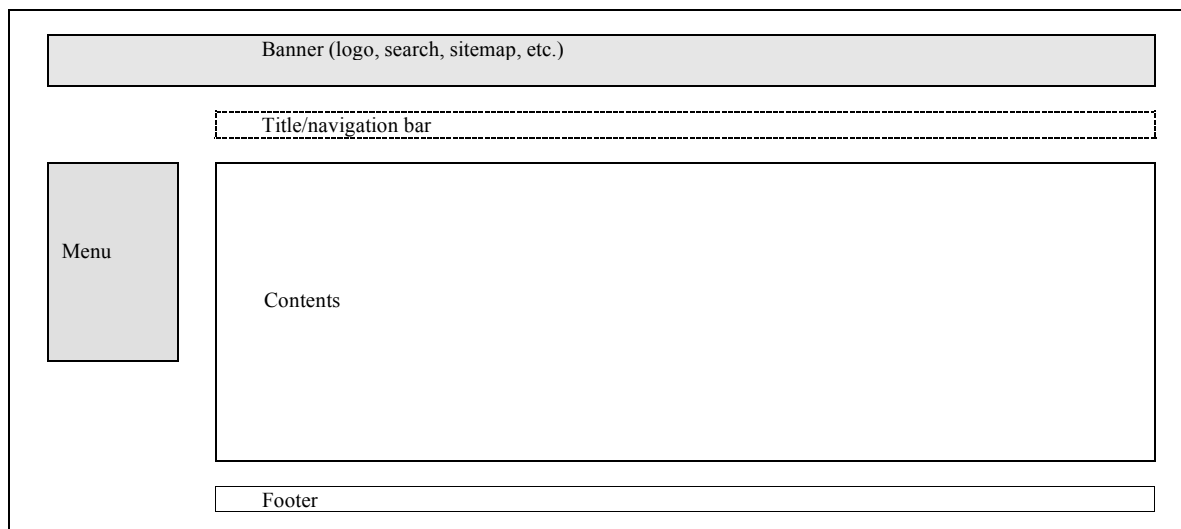 Banner (logo, search, sitemap, etc.)
Title/navigation bar
Menu
Contents
Footer